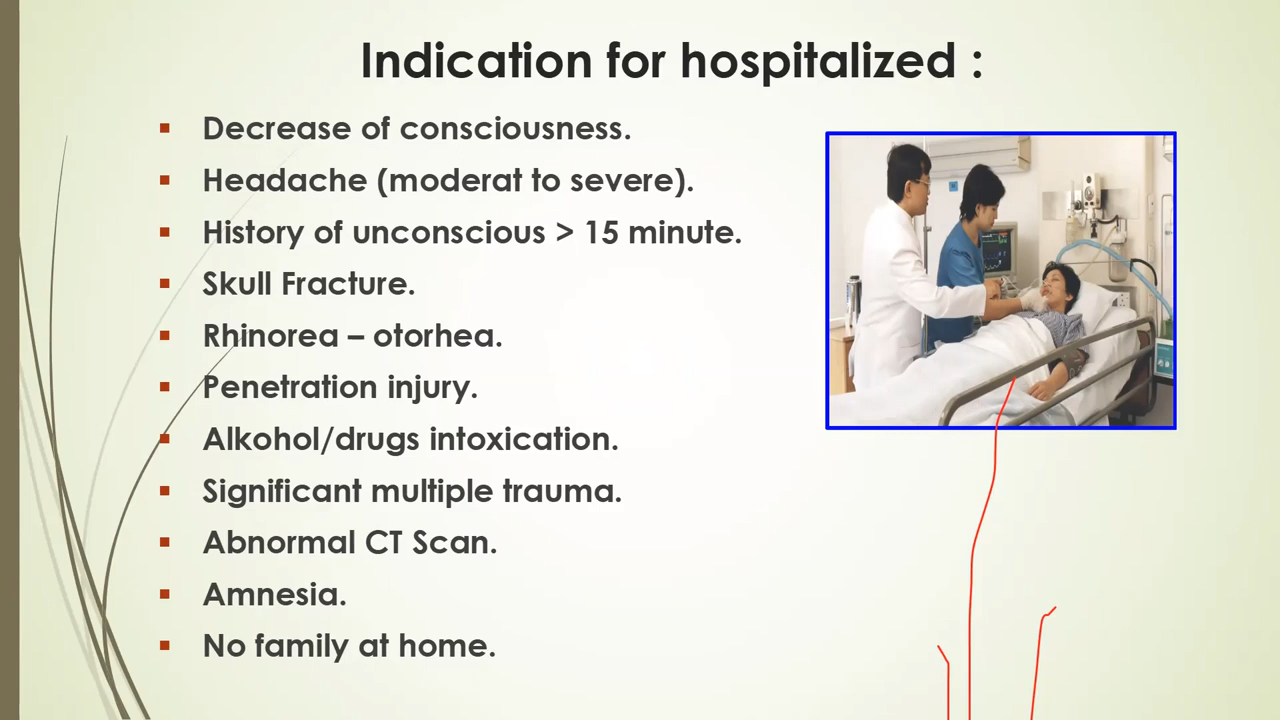 Indication for hospitalized :
Decrease of consciousness.
Headache (moderat to severe).
History of unconscious > 15 minute.
Skull Fracture.
Rhinorea – otorhea.
Penetration injury.
Alkohol/drugs intoxication.
Significant multiple trauma.
Abnormal CT Scan.
Amnesia.
No family at home.